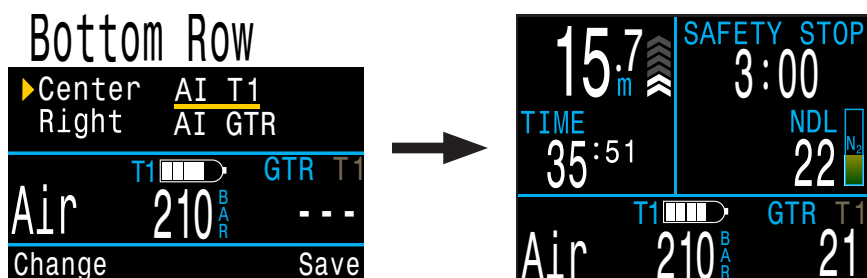 Bottom Row
Center AI T1
Right AI GTR
T1 GTR T1
Air 210 BAR ---
Change Save
15.7 m
SAFETY STOP
3:00
TIME
35:51
NDL
22 N2
T1 GTR T1
Air 210 BAR 21